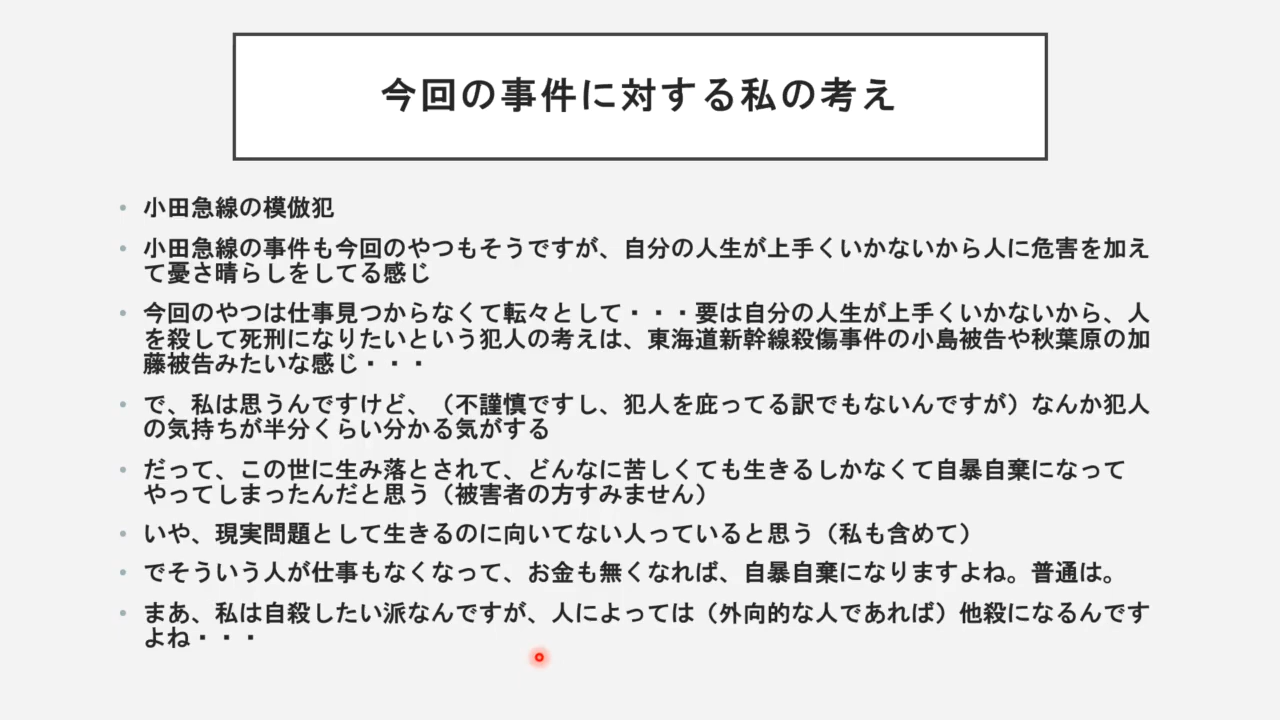 今回の事件に対する私の考え
• 小田急線の模倣犯
• 小田急線の事件も今回のやつもそうですが、自分の人生が上手くいかないから人に危害を加え
て憂さ晴らしをしてる感じ
• 今回のやつは仕事見つからなくて転々として・・・要は自分の人生が上手くいかないから、人
を殺して死刑になりたいという犯人の考えは、東海道新幹線殺傷事件の小島被告や秋葉原の加
藤被告みたいな感じ・・・
• で、私は思うんですけど、（不謹慎ですし、犯人を庇ってる訳でもないんですが）なんか犯人
の気持ちが半分くらい分かる気がする
• だって、この世に生み落とされて、どんなに苦しくても生きるしかなくて自暴自棄になって
やってしまったんだと思う（被害者の方すみません）
• いや、現実問題として生きるのに向いてない人っていると思う（私も含めて）
• でそういう人が仕事もなくなって、お金も無くなれば、自暴自棄になりますよね。普通は。
• まあ、私は自殺したい派なんですが、人によっては（外向的な人であれば）他殺になるんです
よね・・・